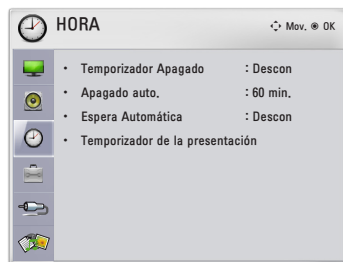 HORA Mov. ◉ OK
• Temporizador Apagado : Descon
• Apagado auto. : 60 min.
• Espera Automática : Descon
• Temporizador de la presentación